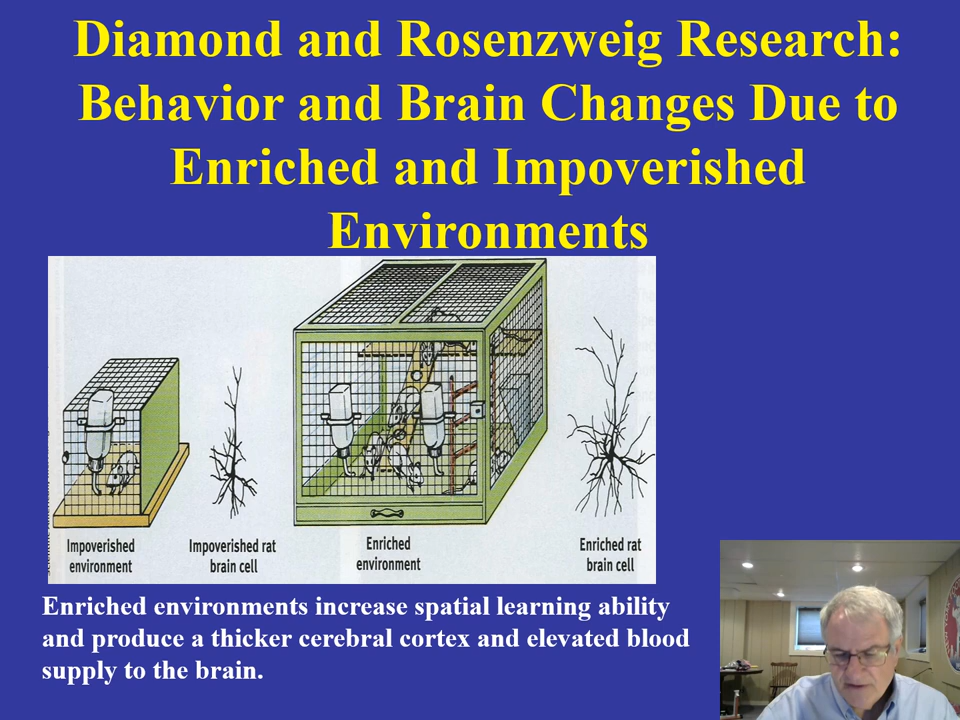 Diamond and Rosenzweig Research:
Behavior and Brain Changes Due to
Enriched and Impoverished
Environments
Impoverished
environment
Impoverished rat
brain cell
Enriched
environment
Enriched rat
brain cell
Enriched environments increase spatial learning ability
and produce a thicker cerebral cortex and elevated blood
supply to the brain.